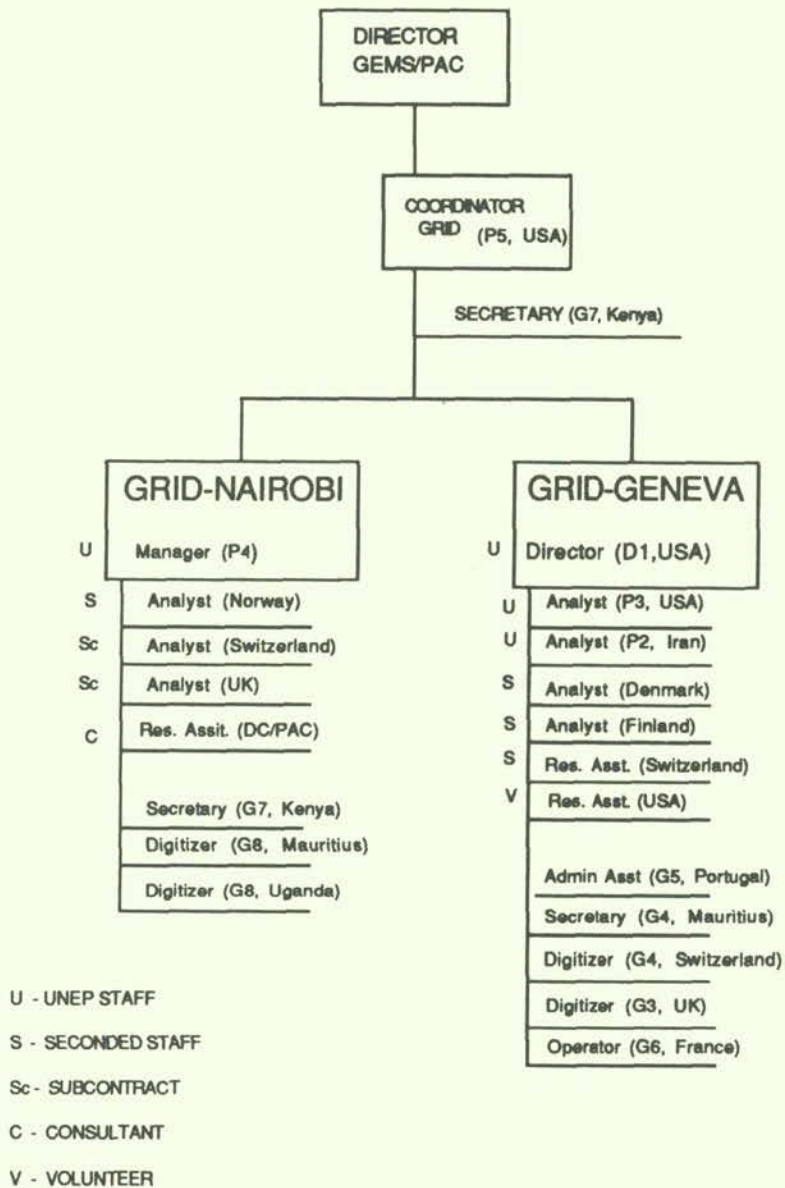 DIRECTOR
GEMS/PAC
COORDINATOR
GRID (P5, USA)
SECRETARY (G7, Kenya)
GRID-NAIROBI
U Manager (P4)
S Analyst (Norway)
Sc Analyst (Switzerland)
Sc Analyst (UK)
C Res. Assit. (DC/PAC)
Secretary (G7, Kenya)
Digitizer (G8, Mauritius)
Digitizer (G8, Uganda)
GRID-GENEVA
U Director (D1,USA)
U Analyst (P3, USA)
U Analyst (P2, Iran)
S Analyst (Denmark)
S Analyst (Finland)
S Res. Asst. (Switzerland)
V Res. Asst. (USA)
Admin Asst (G5, Portugal)
Secretary (G4, Mauritius)
Digitizer (G4, Switzerland)
Digitizer (G3, UK)
Operator (G6, France)
U - UNEP STAFF
S - SECONDED STAFF
Sc - SUBCONTRACT
C - CONSULTANT
V - VOLUNTEER